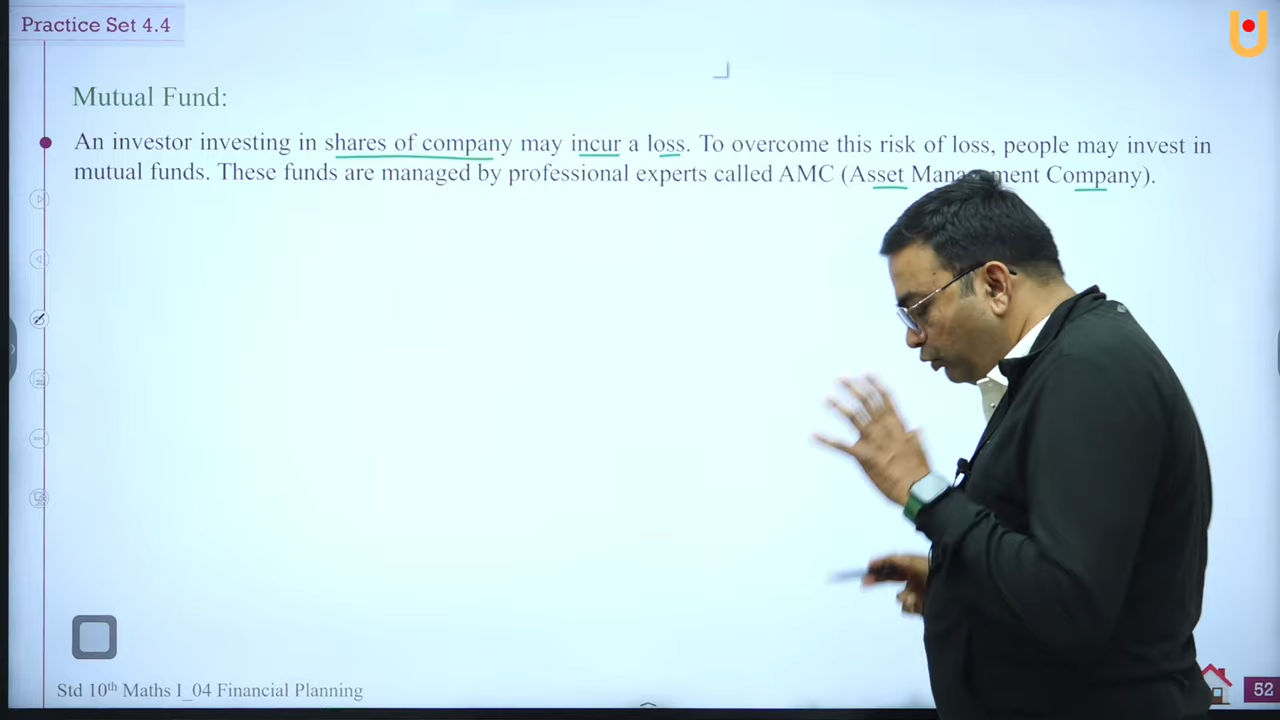 Practice Set 4.4
Mutual Fund:
An investor investing in shares of company may incur a loss. To overcome this risk of loss, people may invest in
mutual funds. These funds are managed by professional experts called AMC (Asset Management Company).
Std 10th Maths I_04 Financial Planning
52